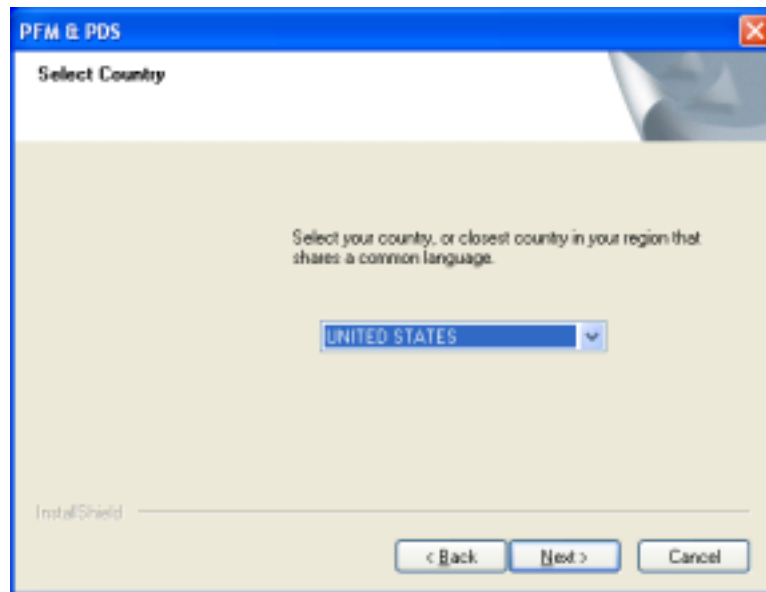 PFM & PDS
Select Country
Select your country, or closest country in your region that
shares a common language.
UNITED STATES
InstallShield
< Back
Next >
Cancel